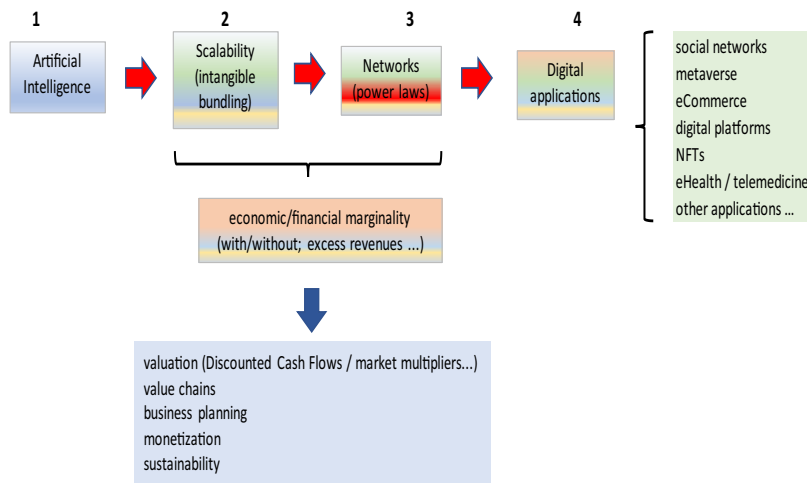 1
2
3
4
Artificial
Intelligence
Scalability
(intangible
bundling)
Networks
(power laws)
Digital
applications
social networks
metaverse
eCommerce
digital platforms
NFTs
eHealth / telemedicine
other applications ...
economic/financial marginality
(with/without; excess revenues ...)
valuation (Discounted Cash Flows / market multipliers...)
value chains
business planning
monetization
sustainability